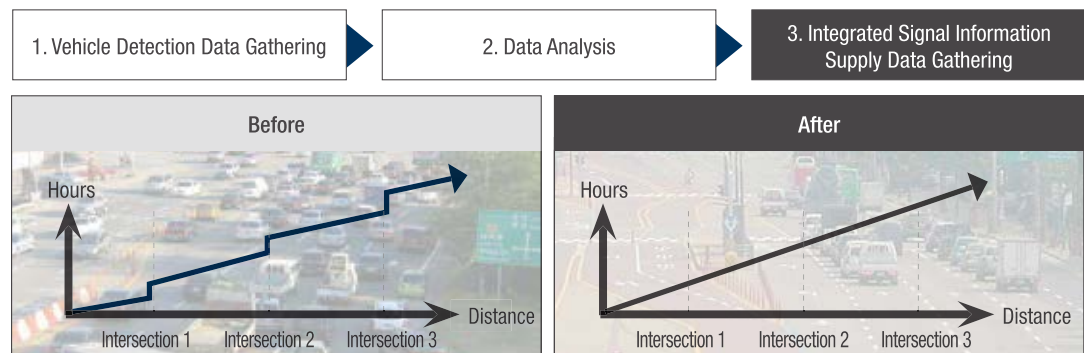 1. Vehicle Detection Data Gathering
2. Data Analysis
3. Integrated Signal Information
Supply Data Gathering
Before
Hours
Distance
Intersection 1
Intersection 2
Intersection 3
After
Hours
Distance
Intersection 1
Intersection 2
Intersection 3